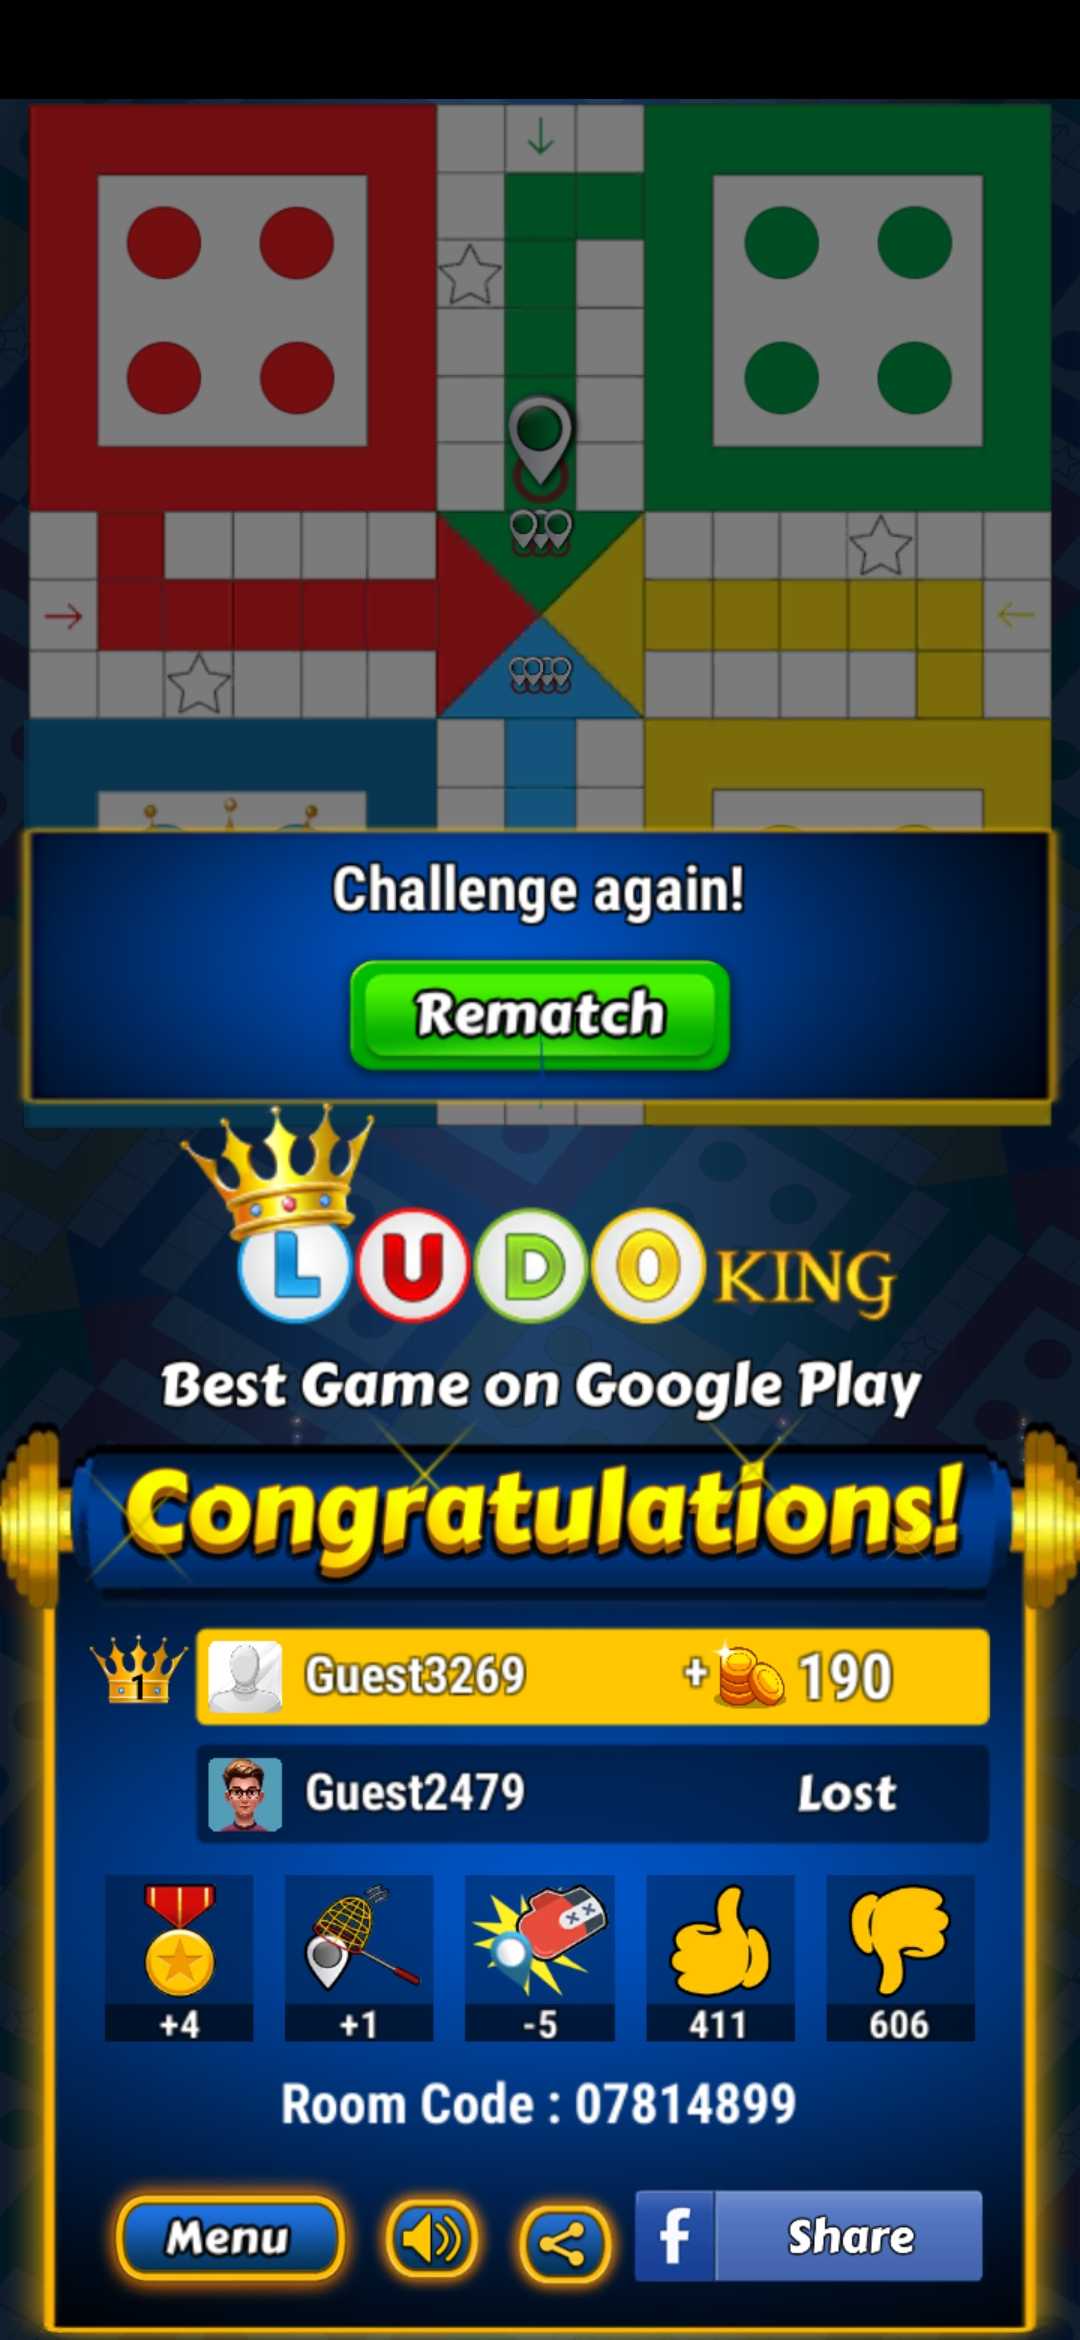 Challenge again!
Rematch
LUDO KING
Best Game on Google Play
Congratulations!
1
Guest3269 + 190
Guest2479 Lost
+4 +1 -5 411 606
Room Code : 07814899
Menu f Share